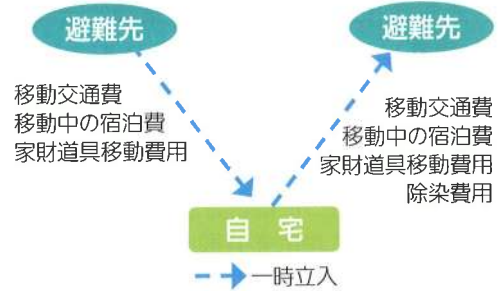 避難先
避難先
移動交通費
移動中の宿泊費
家財道具移動費用
移動交通費
移動中の宿泊費
家財道具移動費用
除染費用
自 宅
一時立入